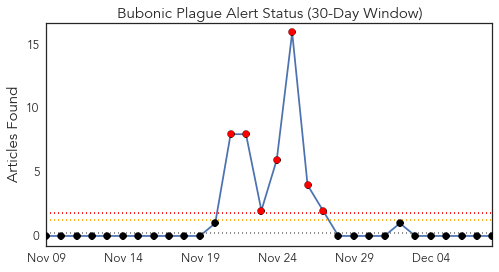 Bubonic Plague Alert Status (30-Day Window)
Articles Found
15
10
5
0
Nov 09 Nov 14 Nov 19 Nov 24 Nov 29 Dec 04